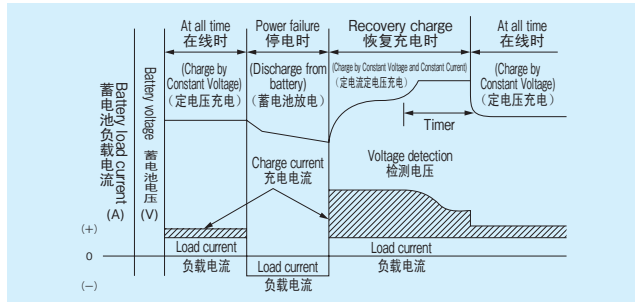 At all time
在线时
(Charge by
Constant Voltage)
（定电压充电）
Power failure
停电时
(Discharge from
battery)
（蓄电池放电）
Recovery charge
恢复充电时
(Charge by Constant Voltage and Constant Current)
（定电流定电压充电）
At all time
在线时
(Charge by
Constant Voltage)
（定电压充电）
Timer
Voltage detection
检测电压
Charge current
充电电流
Battery load current
蓄电池负载电流
(A)
Battery voltage
蓄电池电压
(V)
(+)
0
(−)
Load current
负载电流
Load current
负载电流
Load current
负载电流